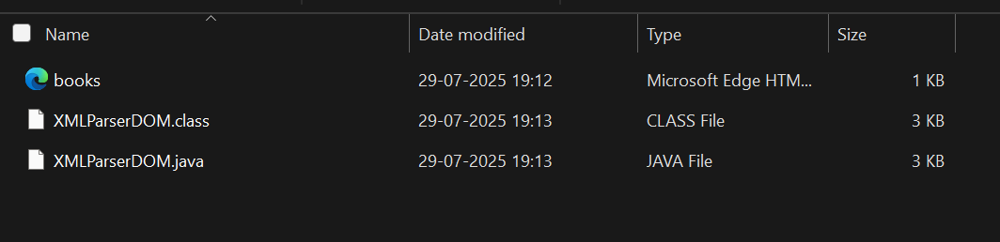 Name Date modified Type Size
books 29-07-2025 19:12 Microsoft Edge HTM... 1 KB
XMLParserDOM.class 29-07-2025 19:13 CLASS File 3 KB
XMLParserDOM.java 29-07-2025 19:13 JAVA File 3 KB